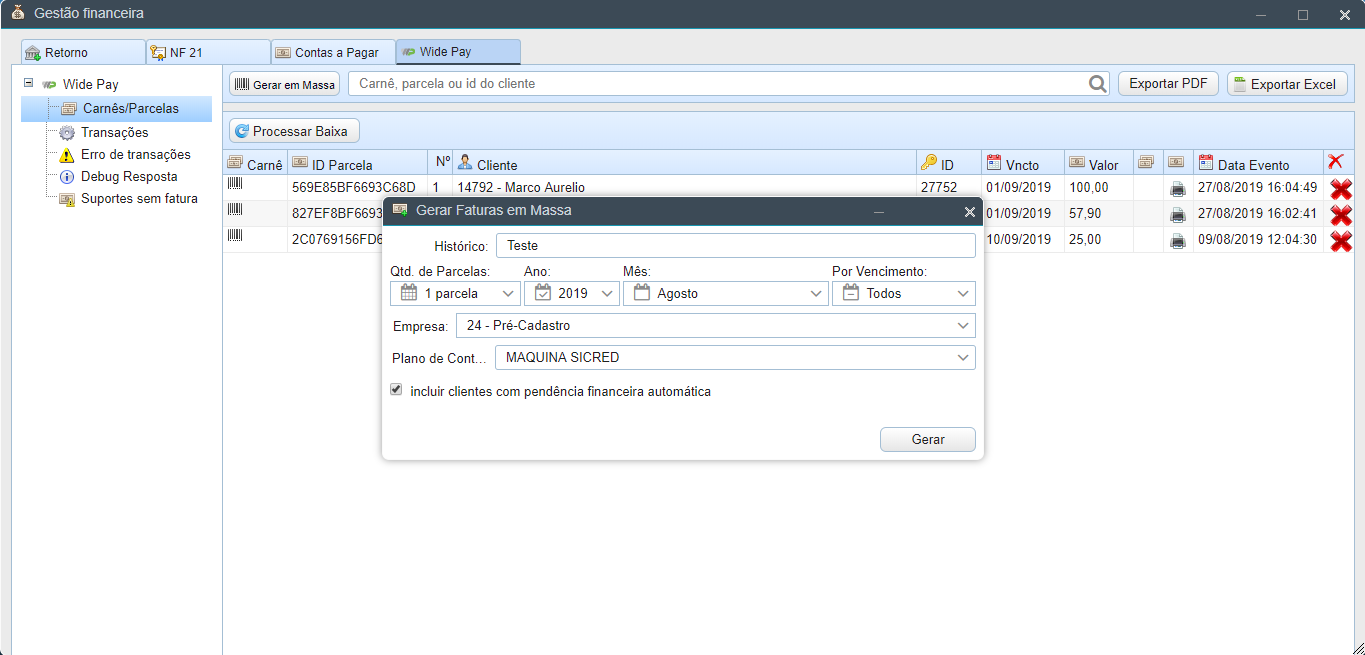 Gestão financeira
Retorno
NF 21
Contas a Pagar
Wide Pay
Wide Pay
Carnês/Parcelas
Transações
Erro de transações
Debug Resposta
Suportes sem fatura
Gerar em Massa
Carnê, parcela ou id do cliente
Exportar PDF
Exportar Excel
Processar Baixa
Carnê ID Parcela Nº Cliente ID Vncto Valor Data Evento
569E85BF6693C68D 1 14792 - Marco Aurelio 27752 01/09/2019 100,00 27/08/2019 16:04:49
827EF8BF6693 01/09/2019 57,90 27/08/2019 16:02:41
2C0769156FD6 10/09/2019 25,00 09/08/2019 12:04:30
Gerar Faturas em Massa
Histórico: Teste
Qtd. de Parcelas: Ano: Mês: Por Vencimento:
1 parcela 2019 Agosto Todos
Empresa: 24 - Pré-Cadastro
Plano de Cont... MAQUINA SICRED
incluir clientes com pendência financeira automática
Gerar